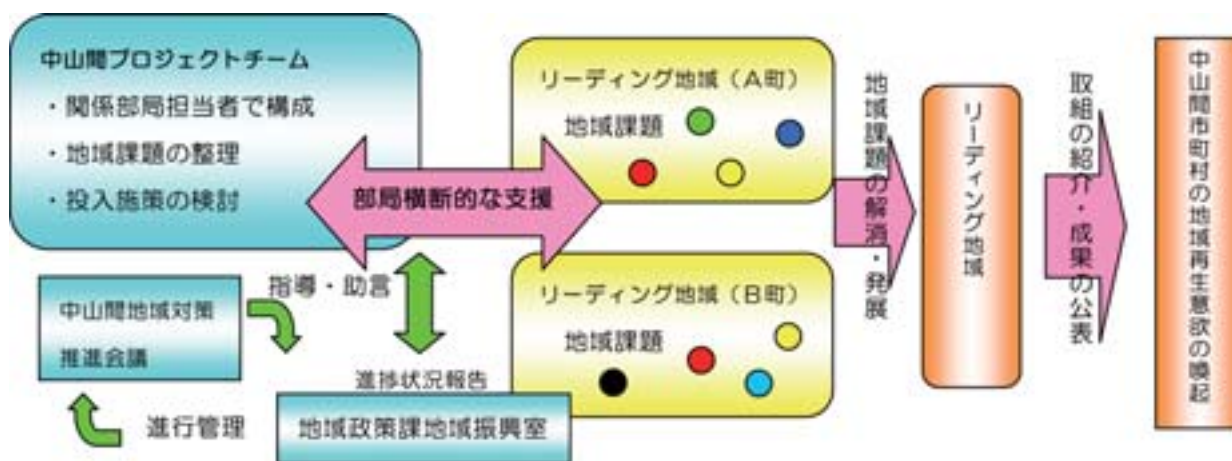 中山間プロジェクトチーム
・関係部局担当者で構成
・地域課題の整理
・投入施策の検討
部局横断的な支援
リーディング地域（A町）
地域課題
リーディング地域（B町）
地域課題
指導・助言
中山間地域対策
推進会議
進行管理
進捗状況報告
地域政策課地域振興室
地域課題の解消・発展
リーディング地域
取組の紹介・成果の公表
中山間市町村の地域再生意欲の喚起